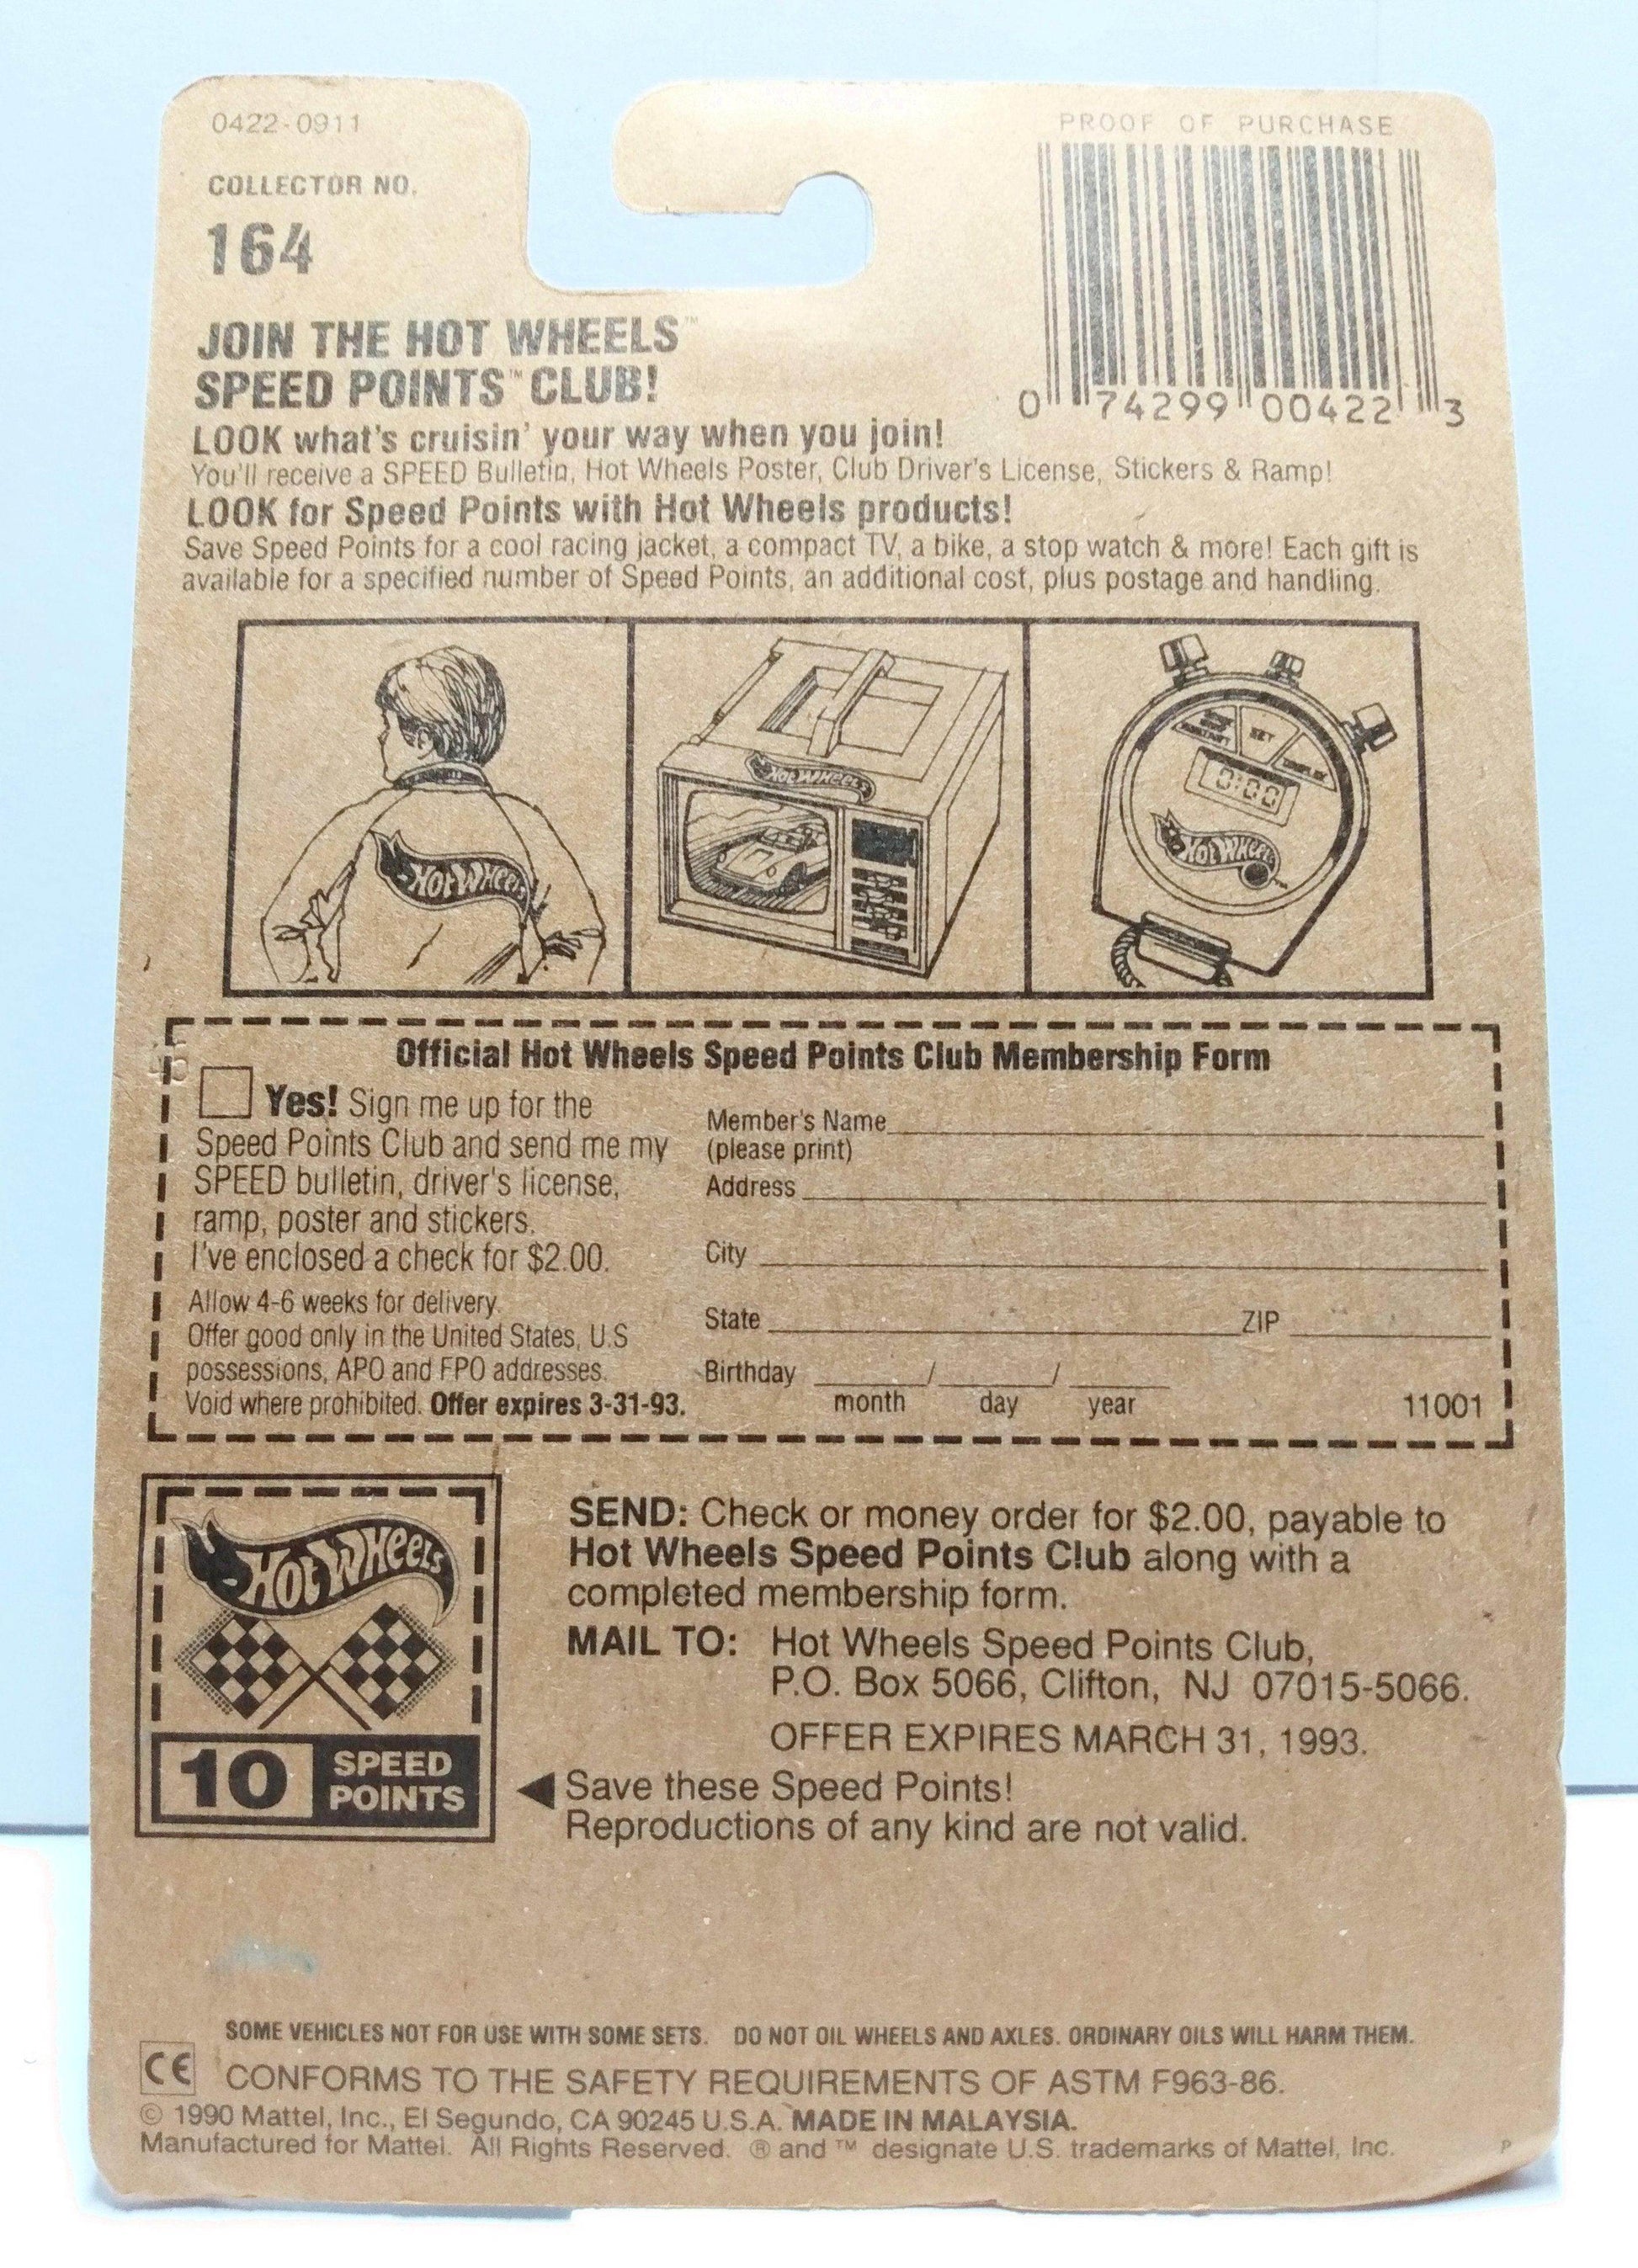 0422-0911
COLLECTOR NO.
164
PROOF OF PURCHASE
0 74299 00422 3
JOIN THE HOT WHEELS™
SPEED POINTS™ CLUB!
LOOK what's cruisin' your way when you join!
You'll receive a SPEED Bulletin, Hot Wheels Poster, Club Driver's License, Stickers & Ramp!
LOOK for Speed Points with Hot Wheels products!
Save Speed Points for a cool racing jacket, a compact TV, a bike, a stop watch & more! Each gift is
available for a specified number of Speed Points, an additional cost, plus postage and handling.
HOT WHEELS
HOT WHEELS
SET
0:00
HOT WHEELS
Official Hot Wheels Speed Points Club Membership Form
Yes! Sign me up for the
Speed Points Club and send me my
SPEED bulletin, driver's license,
ramp, poster and stickers.
I've enclosed a check for $2.00.
Allow 4-6 weeks for delivery.
Offer good only in the United States, U.S
possessions, APO and FPO addresses.
Void where prohibited. Offer expires 3-31-93.
Member's Name
(please print)
Address
City
State ZIP
Birthday / /
month day year
11001
HOT WHEELS
10 SPEED
POINTS
SEND: Check or money order for $2.00, payable to
Hot Wheels Speed Points Club along with a
completed membership form.
MAIL TO: Hot Wheels Speed Points Club,
P.O. Box 5066, Clifton, NJ 07015-5066.
OFFER EXPIRES MARCH 31, 1993.
◀ Save these Speed Points!
Reproductions of any kind are not valid.
SOME VEHICLES NOT FOR USE WITH SOME SETS. DO NOT OIL WHEELS AND AXLES. ORDINARY OILS WILL HARM THEM.
CE CONFORMS TO THE SAFETY REQUIREMENTS OF ASTM F963-86.
© 1990 Mattel, Inc., El Segundo, CA 90245 U.S.A. MADE IN MALAYSIA.
Manufactured for Mattel. All Rights Reserved. ® and ™ designate U.S. trademarks of Mattel, Inc.
P